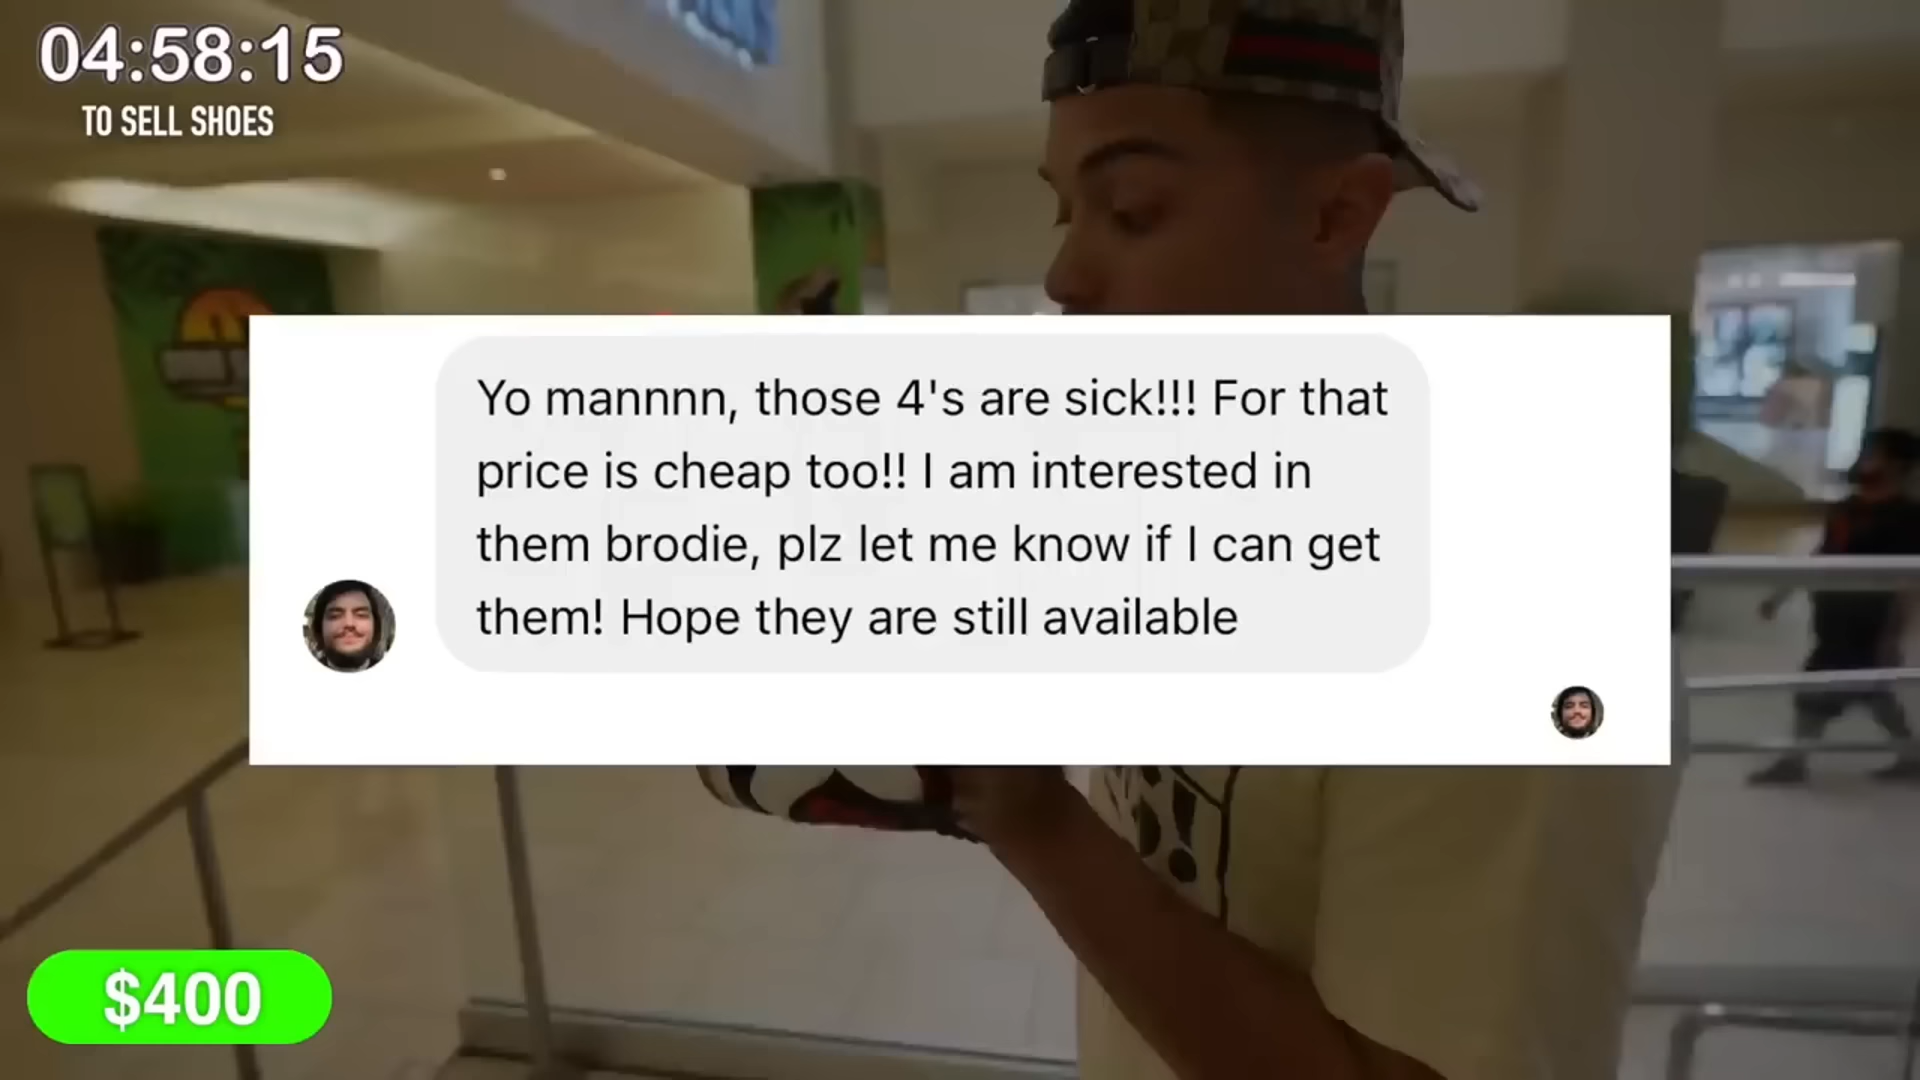 04:58:15
TO SELL SHOES
Yo mannnn, those 4's are sick!!! For that
price is cheap too!! I am interested in
them brodie, plz let me know if I can get
them! Hope they are still available
$400